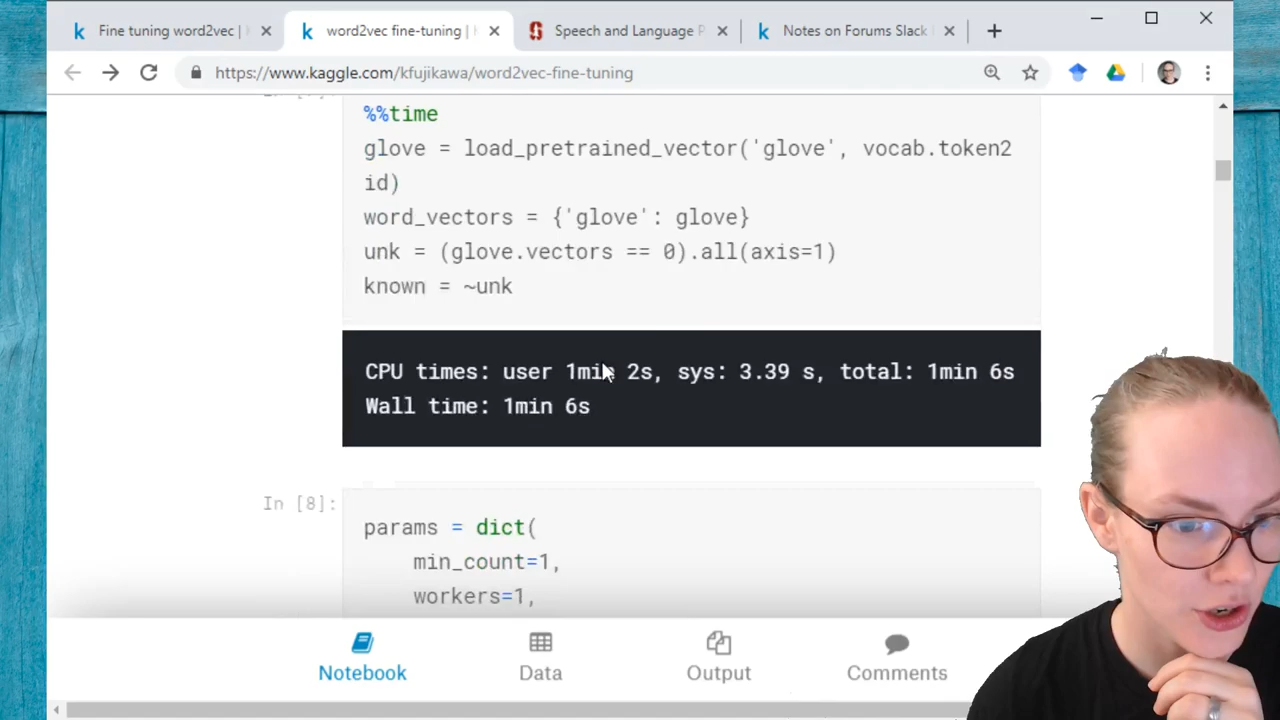 Fine tuning word2vec |
word2vec fine-tuning |
Speech and Language P
Notes on Forums Slack
https://www.kaggle.com/kfujikawa/word2vec-fine-tuning
%%time
glove = load_pretrained_vector('glove', vocab.token2
id)
word_vectors = {'glove': glove}
unk = (glove.vectors == 0).all(axis=1)
known = ~unk
CPU times: user 1min 2s, sys: 3.39 s, total: 1min 6s
Wall time: 1min 6s
In [8]:
params = dict(
min_count=1,
workers=1,
Notebook
Data
Output
Comments